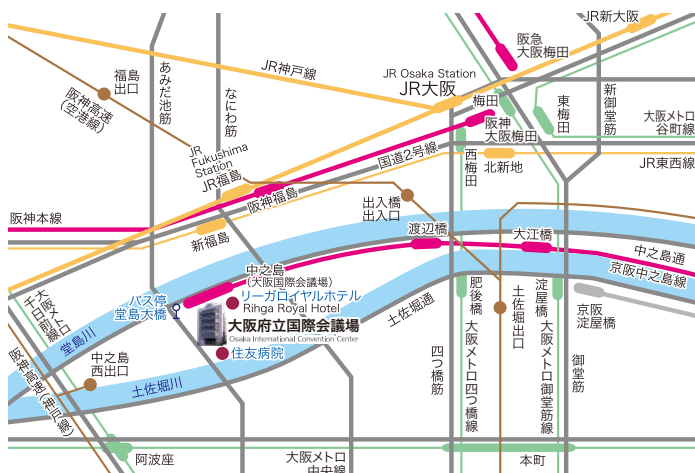 JR新大阪
阪急
大阪梅田
JR神戸線
福島
出口
あみだ池筋
なにわ筋
阪神高速
(空港線)
JR Osaka Station
JR大阪
梅田
阪神
大阪梅田
東梅田
新御堂筋
大阪メトロ
谷町線
JR
Fukushima
Station
JR福島
阪神福島
国道2号線
西梅田
北新地
JR東西線
阪神本線
新福島
出入橋
出入口
渡辺橋
大江橋
中之島通
京阪中之島線
中之島
(大阪国際会議場)
リーガロイヤルホテル
Rihga Royal Hotel
バス停
堂島大橋
大阪府立国際会議場
Osaka International Convention Center
住友病院
堂島川
土佐堀川
土佐堀通
大阪メトロ
千日前線
阪神高速(神戸線)
中之島
西出口
肥後橋
大阪メトロ四つ橋線
四つ橋筋
土佐堀出口
淀屋橋
大阪メトロ御堂筋線
御堂筋
京阪
淀屋橋
阿波座
大阪メトロ
中央線
本町